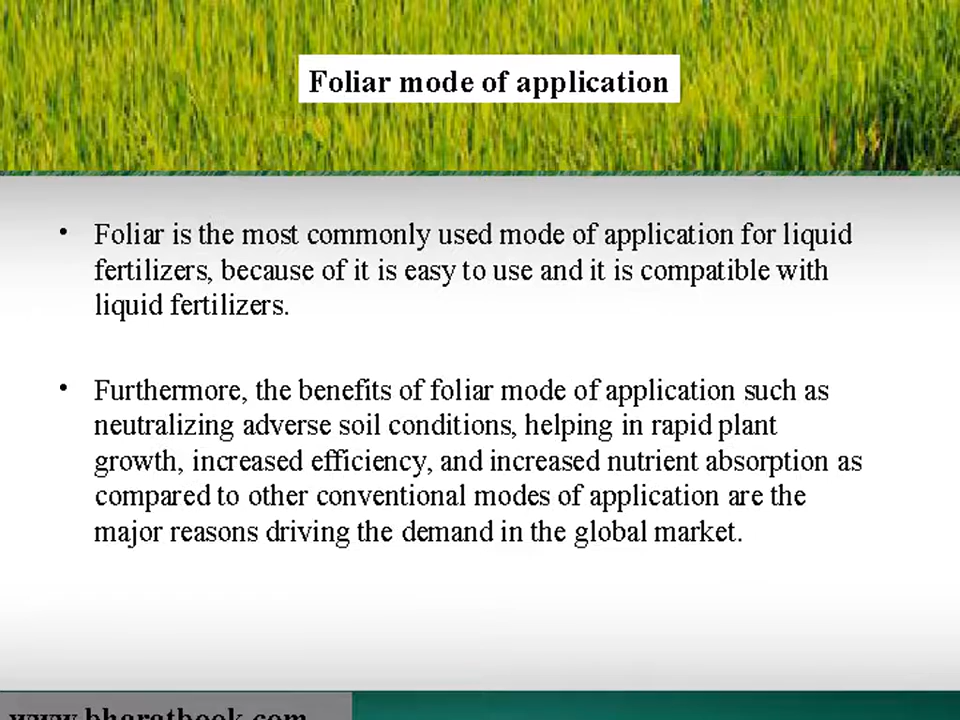 Foliar mode of application
• Foliar is the most commonly used mode of application for liquid
fertilizers, because of it is easy to use and it is compatible with
liquid fertilizers.
• Furthermore, the benefits of foliar mode of application such as
neutralizing adverse soil conditions, helping in rapid plant
growth, increased efficiency, and increased nutrient absorption as
compared to other conventional modes of application are the
major reasons driving the demand in the global market.
www.bharatbook.com